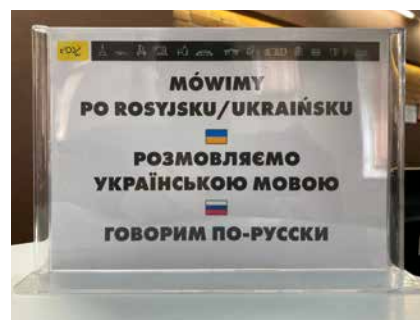 MÓWIMY
PO ROSYJSKU/UKRAIŃSKU
РОЗМОВЛЯЄМО
УКРАЇНСЬКОЮ МОВОЮ
ГОВОРИМ ПО-РУССКИ